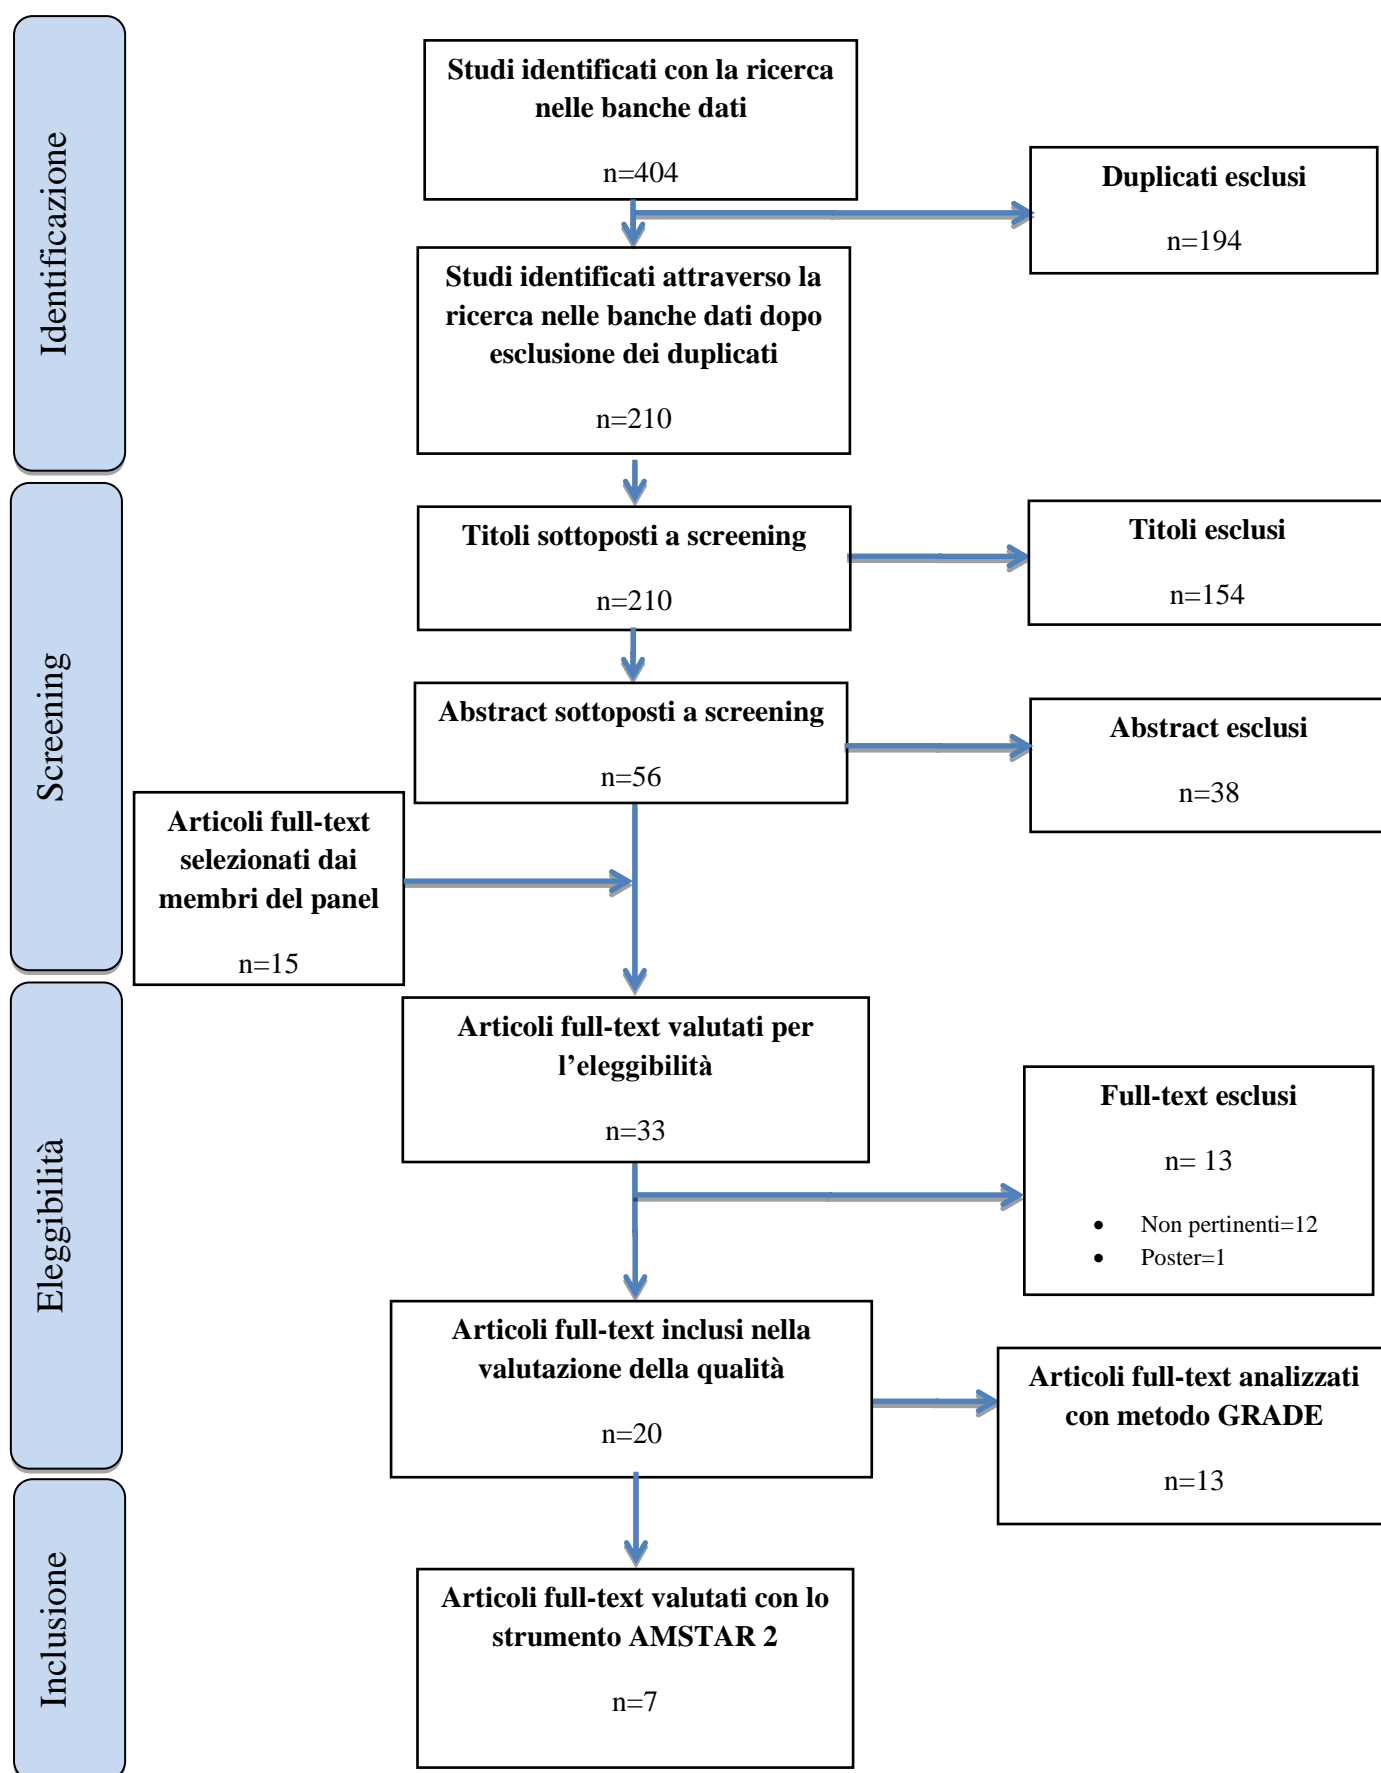 Identificazione
Studi identificati con la ricerca
nelle banche dati
n=404
Duplicati esclusi
n=194
Studi identificati attraverso la
ricerca nelle banche dati dopo
esclusione dei duplicati
n=210
Screening
Titoli sottoposti a screening
n=210
Titoli esclusi
n=154
Abstract sottoposti a screening
n=56
Abstract esclusi
n=38
Articoli full-text
selezionati dai
membri del panel
n=15
Eleggibilità
Articoli full-text valutati per
l’eleggibilità
n=33
Full-text esclusi
n= 13
• Non pertinenti=12
• Poster=1
Articoli full-text inclusi nella
valutazione della qualità
n=20
Articoli full-text analizzati
con metodo GRADE
n=13
Inclusione
Articoli full-text valutati con lo
strumento AMSTAR 2
n=7